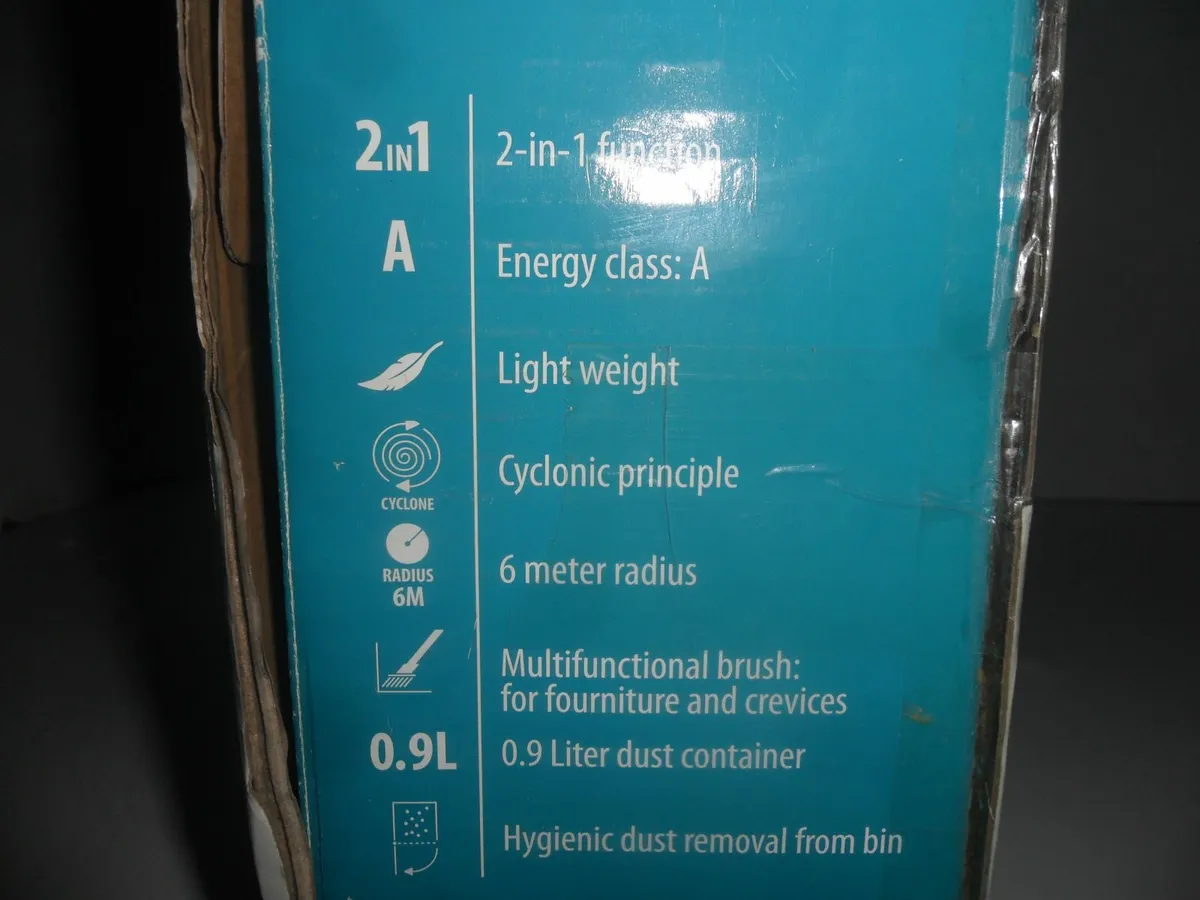 2IN1
2-in-1 function
A
Energy class: A
Light weight
CYCLONE
Cyclonic principle
RADIUS
6M
6 meter radius
Multifunctional brush:
for fourniture and crevices
0.9L
0.9 Liter dust container
Hygienic dust removal from bin